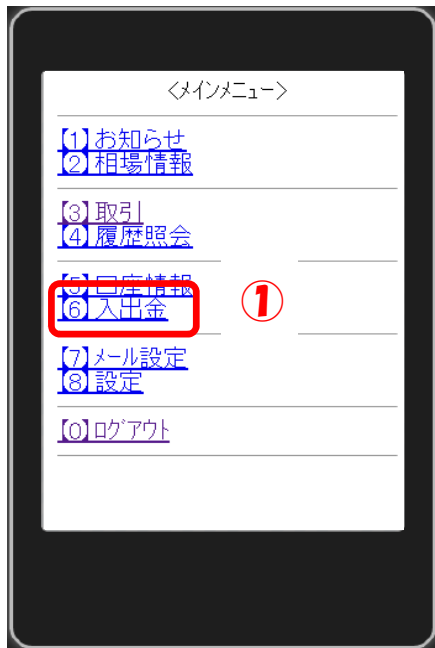 <メインメニュー>
【1】お知らせ
【2】相場情報
【3】取引
【4】履歴照会
【5】口座情報
【6】入出金
①
【7】メール設定
【8】設定
【0】ログアウト